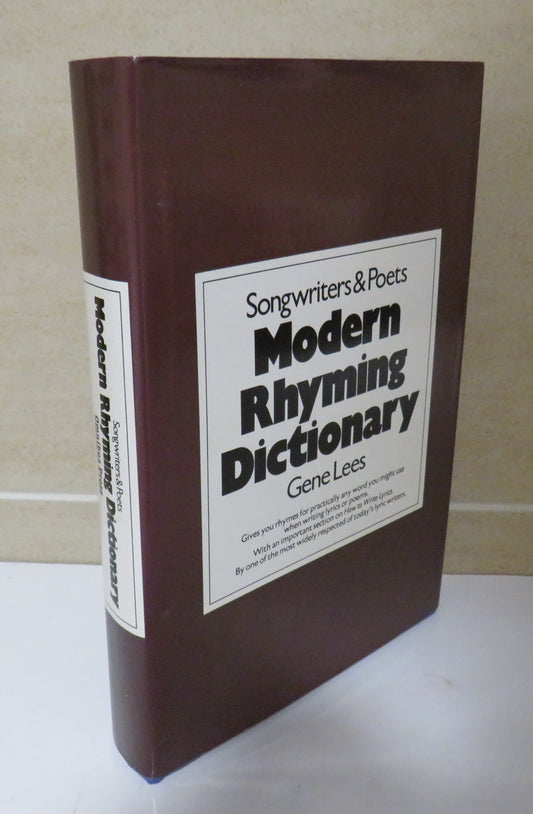 Songwriters & Poets
Modern
Rhyming
Dictionary
Gene Lees
Gives you rhymes for practically any word you might use
when writing lyrics or poems.
With an important section on How to Write Lyrics.
By one of the most widely respected of today's lyric writers.
Songwriters & Poets
Modern Rhyming Dictionary
Omnibus Press